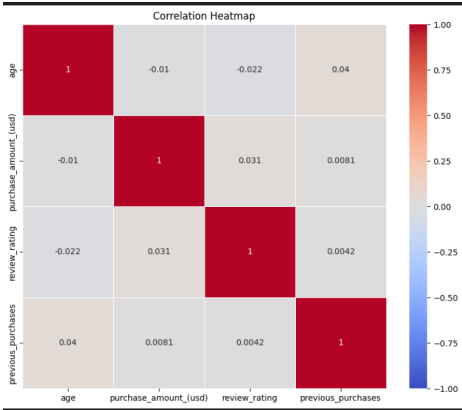 Correlation Heatmap
age
1
-0.01
-0.022
0.04
purchase_amount_(usd)
-0.01
1
0.031
0.0081
review_rating
-0.022
0.031
1
0.0042
previous_purchases
0.04
0.0081
0.0042
1
age
purchase_amount_(usd)
review_rating
previous_purchases
1.00
0.75
0.50
0.25
0.00
−0.25
−0.50
−0.75
−1.00